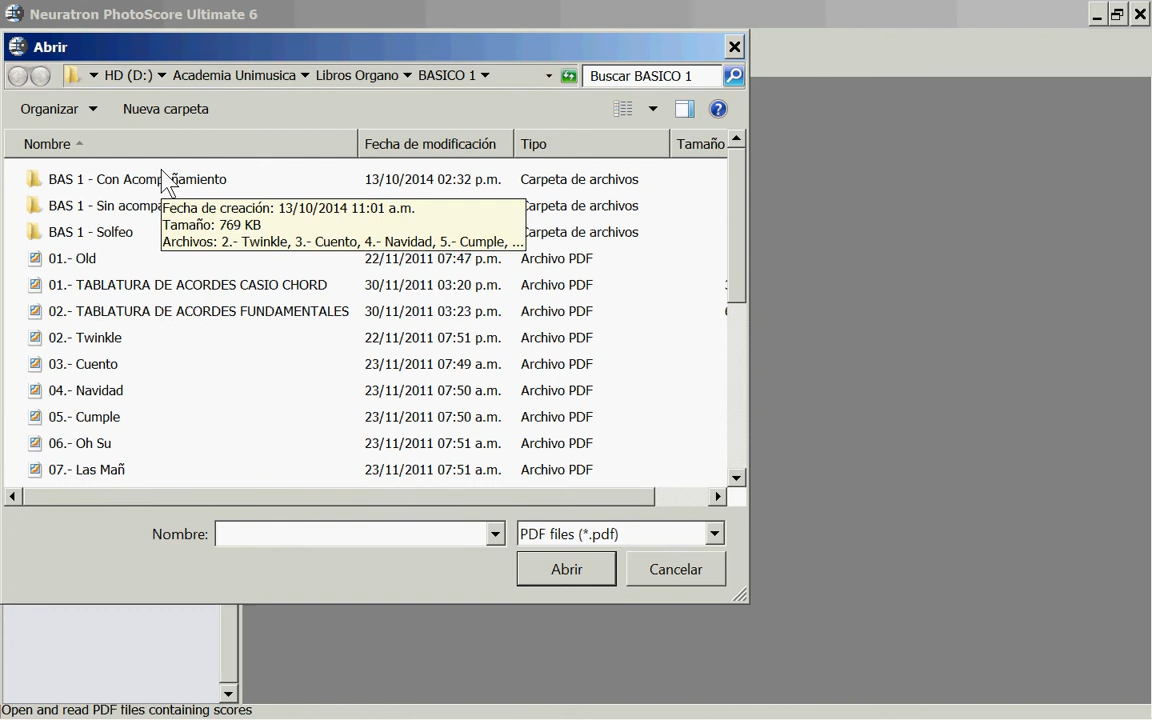 Neuratron PhotoScore Ultimate 6
Abrir
HD (D:) Academia Unimusica Libros Organo BASICO 1 Buscar BASICO 1
Organizar Nueva carpeta
Nombre Fecha de modificación Tipo Tamaño
BAS 1 - Con Acompañamiento 13/10/2014 02:32 p.m. Carpeta de archivos
BAS 1 - Sin Carpeta de archivos
Fecha de creación: 13/10/2014 11:01 a.m.
Tamaño: 769 KB
BAS 1 - Solfeo Carpeta de archivos
Archivos: 2.- Twinkle, 3.- Cuento, 4.- Navidad, 5.- Cumple, ...
01.- Old 22/11/2011 07:47 p.m. Archivo PDF
01.- TABLATURA DE ACORDES CASIO CHORD 30/11/2011 03:20 p.m. Archivo PDF
02.- TABLATURA DE ACORDES FUNDAMENTALES 30/11/2011 03:23 p.m. Archivo PDF
02.- Twinkle 22/11/2011 07:51 p.m. Archivo PDF
03.- Cuento 23/11/2011 07:49 a.m. Archivo PDF
04.- Navidad 23/11/2011 07:50 a.m. Archivo PDF
05.- Cumple 23/11/2011 07:50 a.m. Archivo PDF
06.- Oh Su 23/11/2011 07:51 a.m. Archivo PDF
07.- Las Mañ 23/11/2011 07:51 a.m. Archivo PDF
Nombre: PDF files (*.pdf)
Abrir Cancelar
Open and read PDF files containing scores